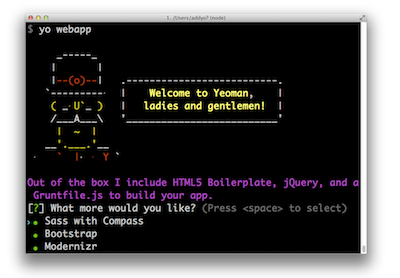 1. /Users/addyo? (node)
$ yo webapp
--(o)--
Welcome to Yeoman,
ladies and gentlemen!
Out of the box I include HTML5 Boilerplate, jQuery, and a
Gruntfile.js to build your app.
[?] What more would you like? (Press <space> to select)
›● Sass with Compass
● Bootstrap
● Modernizr